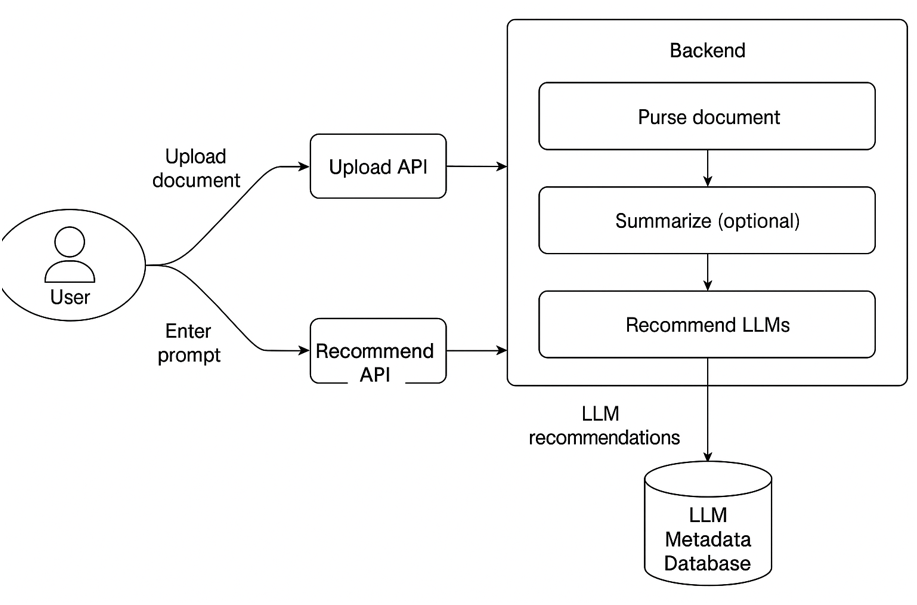 Backend
Purse document
Upload
document
Upload API
Summarize (optional)
User
Recommend LLMs
Enter
prompt
Recommend
API
LLM
recommendations
LLM
Metadata
Database